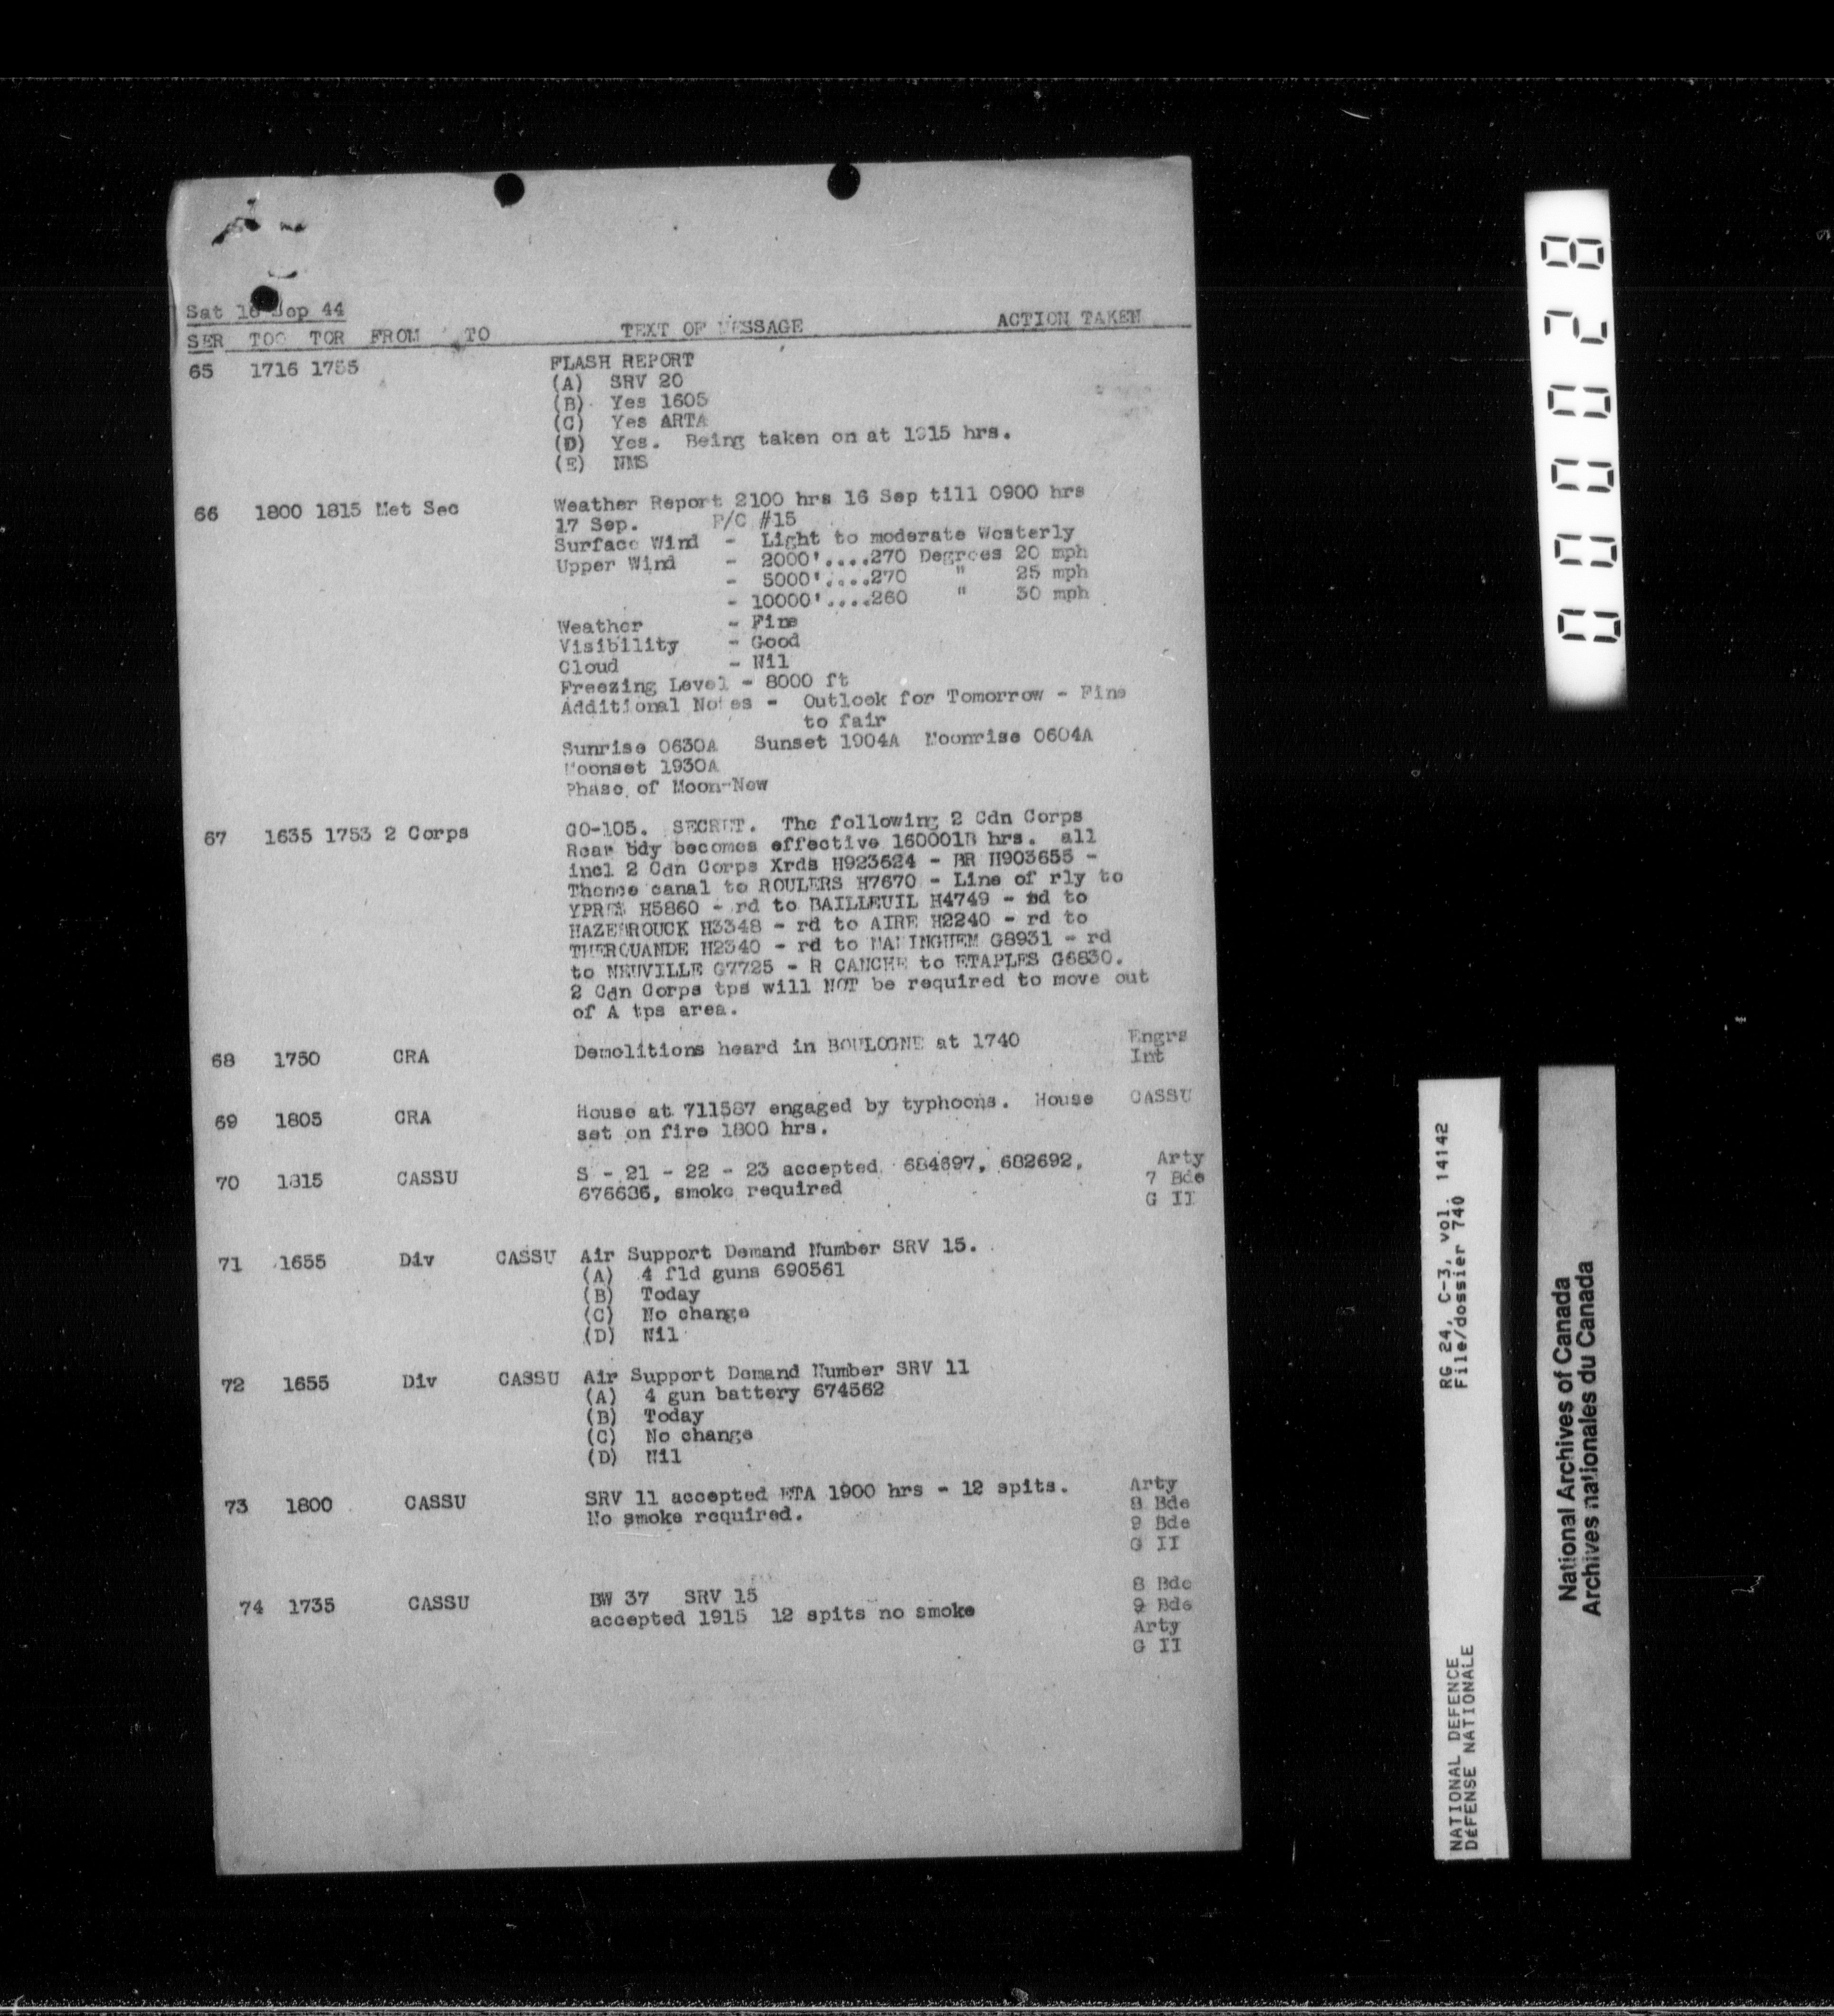 Sat 16 Sep 44
SER TOO TOR FROM TO TEXT OF MESSAGE ACTION TAKEN
65 1716 1755 FLASH REPORT
(A) SRV 20
(B) Yes 1605
(C) Yes ARTA
(D) Yes. Being taken on at 1915 hrs.
(E) NMS
66 1800 1815 Met Sec Weather Report 2100 hrs 16 Sep till 0900 hrs
17 Sep. F/C #15
Surface Wind - Light to moderate Westerly
Upper Wind - 2000'....270 Degrees 20 mph
- 5000'....270 " 25 mph
- 10000'....260 " 30 mph
Weather - Fine
Visibility - Good
Cloud - Nil
Freezing Level - 8000 ft
Additional Notes - Outlook for Tomorrow - Fine
to fair
Sunrise 0630A Sunset 1904A Moonrise 0604A
Moonset 1930A
Phase of Moon-New
67 1635 1753 2 Corps GO-105. SECRET. The following 2 Cdn Corps
Rear bdy becomes effective 160001B hrs. all
incl 2 Cdn Corps Xrds H923624 - BR H903655 -
Thence canal to ROULERS H7670 - Line of rly to
YPRES H5860 - rd to BAILLEUIL H4749 - rd to
HAZEBROUCK H3348 - rd to AIRE H2240 - rd to
THERQUANDE H2340 - rd to MANINGHEM G8931 - rd
to NEUVILLE G7725 - R CANCHE to ETAPLES G6830.
2 Cdn Corps tps will NOT be required to move out
of A tps area.
68 1750 CRA Demolitions heard in BOULOGNE at 1740 Engrs
Int
69 1805 CRA House at 711587 engaged by typhoons. House CASSU
set on fire 1800 hrs.
70 1815 CASSU S - 21 - 22 - 23 accepted 684697, 682692, Arty
676686, smoke required 7 Bde
G II
71 1655 Div CASSU Air Support Demand Number SRV 15.
(A) 4 fld guns 690561
(B) Today
(C) No change
(D) Nil
72 1655 Div CASSU Air Support Demand Number SRV 11
(A) 4 gun battery 674562
(B) Today
(C) No change
(D) Nil
73 1800 CASSU SRV 11 accepted ETA 1900 hrs - 12 spits. Arty
No smoke required. 8 Bde
9 Bde
G II
74 1735 CASSU BW 37 SRV 15 8 Bde
accepted 1915 12 spits no smoke 9 Bde
Arty
G II
000028
NATIONAL DEFENCE RG 24, C-3, vol. 14142
DÉFENSE NATIONALE File/dossier 740
National Archives of Canada
Archives nationales du Canada